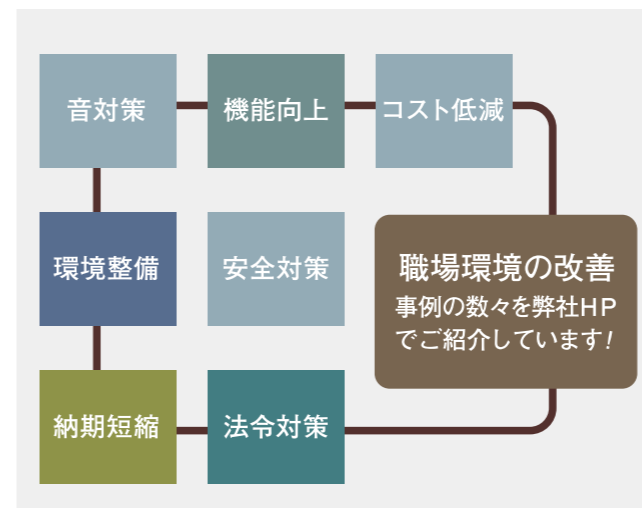 音対策
機能向上
コスト低減
環境整備
安全対策
職場環境の改善
事例の数々を弊社HP
でご紹介しています!
納期短縮
法令対策